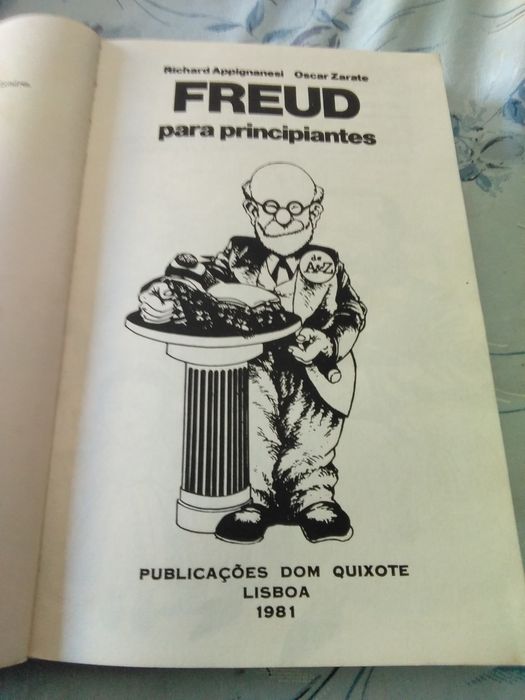 Richard Appignanesi Oscar Zarate
FREUD
para principiantes
de
A&Z
PUBLICAÇÕES DOM QUIXOTE
LISBOA
1981